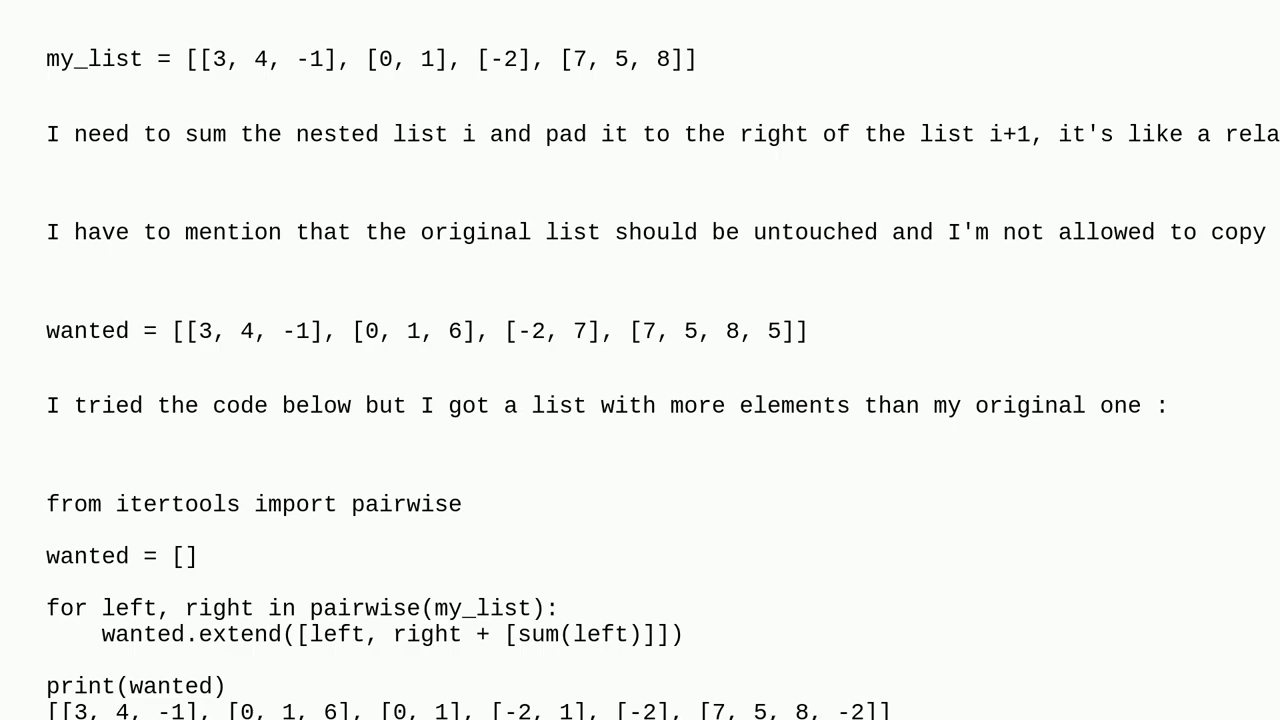 my_list = [[3, 4, -1], [0, 1], [-2], [7, 5, 8]]
I need to sum the nested list i and pad it to the right of the list i+1, it's like a rela
I have to mention that the original list should be untouched and I'm not allowed to copy
wanted = [[3, 4, -1], [0, 1, 6], [-2, 7], [7, 5, 8, 5]]
I tried the code below but I got a list with more elements than my original one :
from itertools import pairwise
wanted = []
for left, right in pairwise(my_list):
    wanted.extend([left, right + [sum(left)]])
print(wanted)
[[3, 4, -1], [0, 1, 6], [0, 1], [-2, 1], [-2], [7, 5, 8, -2]]